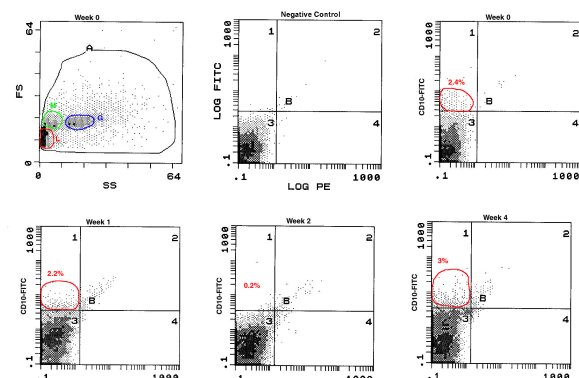 Week 0
64
FS
0
A
M
G
L
0
64
SS
Negative Control
1000
LOG FITC
.1
1
2
B
3
4
.1
1000
LOG PE
Week 0
1000
CD10-FITC
.1
1
2
2.4%
B
3
4
.1
1000
Week 1
1000
CD10-FITC
.1
1
2
2.2%
B
3
4
.1
1000
Week 2
1000
CD10-FITC
.1
1
2
0.2%
B
3
4
.1
1000
Week 4
1000
CD10-FITC
.1
1
2
3%
B
3
4
.1
1000